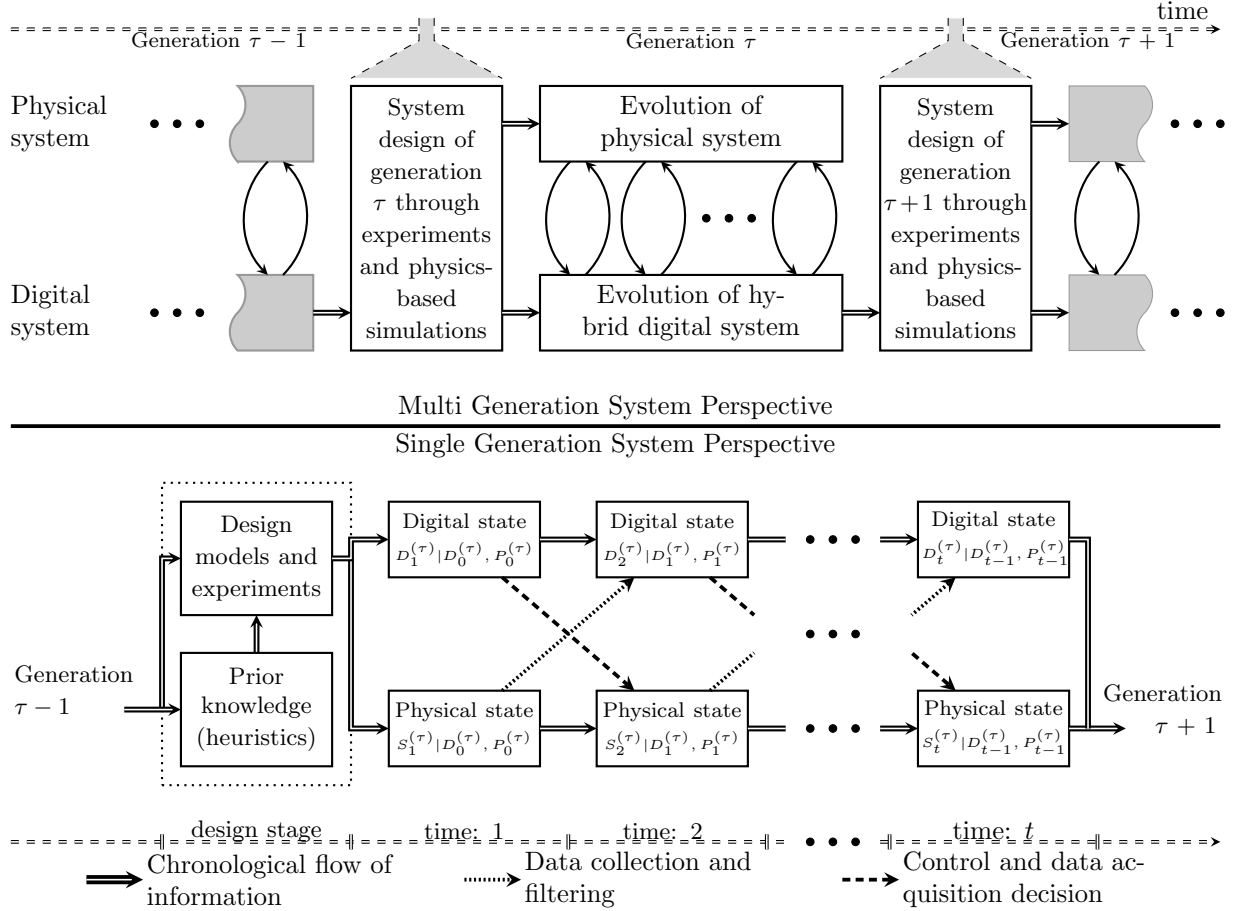 time
Generation τ − 1
Generation τ
Generation τ + 1
Physical
system
System
design of
generation
τ through
experiments
and physics-
based
simulations
Evolution of
physical system
System
design of
generation
τ +1 through
experiments
and physics-
based
simulations
Digital
system
Evolution of hy-
brid digital system
Multi Generation System Perspective
Single Generation System Perspective
Design
models and
experiments
Digital state
D_1^{(τ)}|D_0^{(τ)}, P_0^{(τ)}
Digital state
D_2^{(τ)}|D_1^{(τ)}, P_1^{(τ)}
Digital state
D_t^{(τ)}|D_{t−1}^{(τ)}, P_{t−1}^{(τ)}
Generation
τ − 1
Prior
knowledge
(heuristics)
Physical state
S_1^{(τ)}|D_0^{(τ)}, P_0^{(τ)}
Physical state
S_2^{(τ)}|D_1^{(τ)}, P_1^{(τ)}
Physical state
S_t^{(τ)}|D_{t−1}^{(τ)}, P_{t−1}^{(τ)}
Generation
τ + 1
design stage
time: 1
time: 2
time: t
Chronological flow of
information
Data collection and
filtering
Control and data ac-
quisition decision